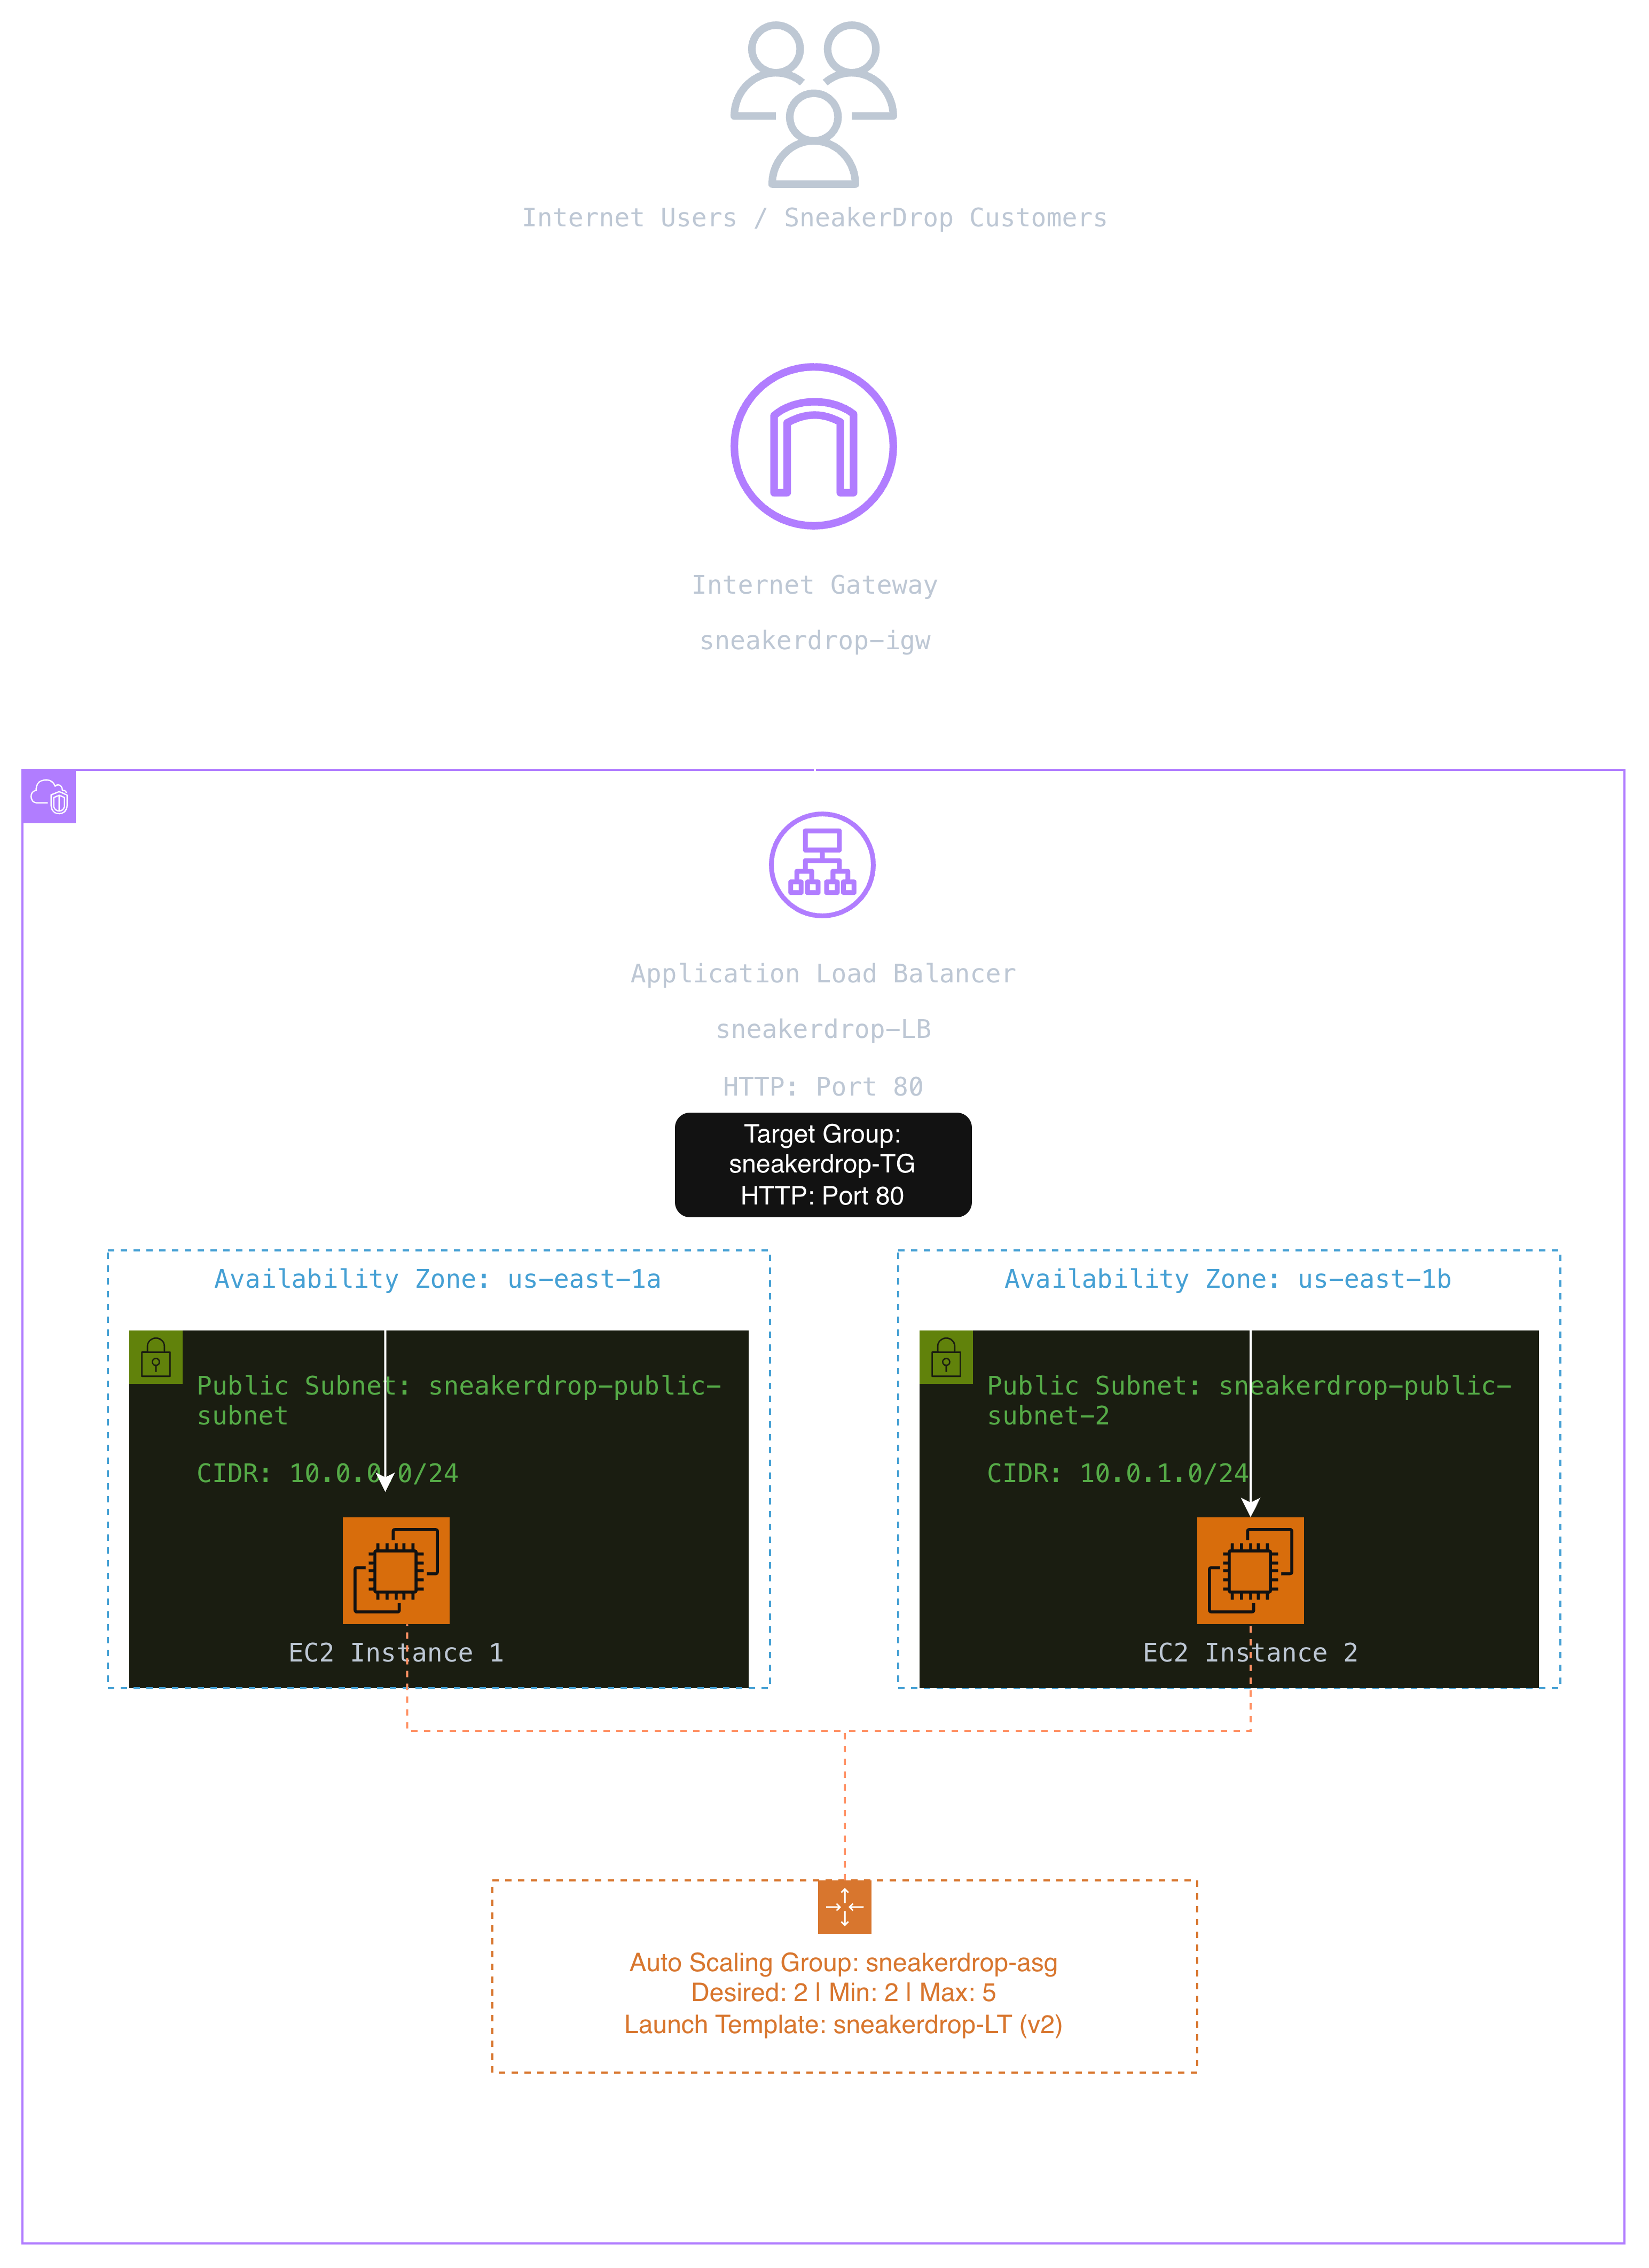 Internet Users / SneakerDrop Customers
Internet Gateway
sneakerdrop-igw
Application Load Balancer
sneakerdrop-LB
HTTP: Port 80
Target Group:
sneakerdrop-TG
HTTP: Port 80
Availability Zone: us-east-1a
Public Subnet: sneakerdrop-public-
subnet
CIDR: 10.0.0.0/24
EC2 Instance 1
Availability Zone: us-east-1b
Public Subnet: sneakerdrop-public-
subnet-2
CIDR: 10.0.1.0/24
EC2 Instance 2
Auto Scaling Group: sneakerdrop-asg
Desired: 2 | Min: 2 | Max: 5
Launch Template: sneakerdrop-LT (v2)